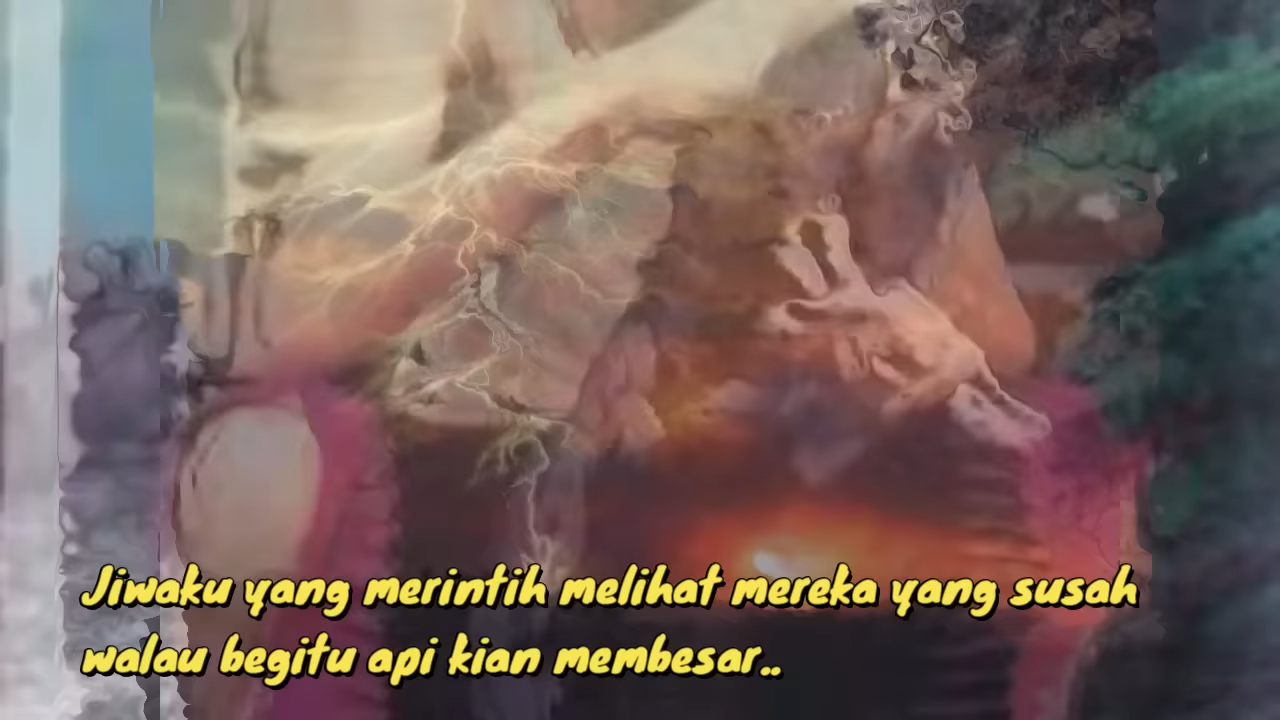 Jiwaku yang merintih melihat mereka yang susah
walau begitu api kian membesar..